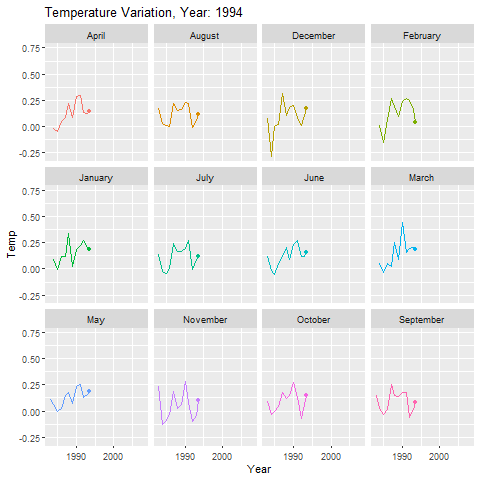 Temperature Variation, Year: 1994
April August December February
0.75
0.50
0.25
0.00
-0.25
January July June March
0.75
0.50
0.25
0.00
-0.25
Temp
May November October September
0.75
0.50
0.25
0.00
-0.25
1990 2000 1990 2000 1990 2000 1990 2000
Year